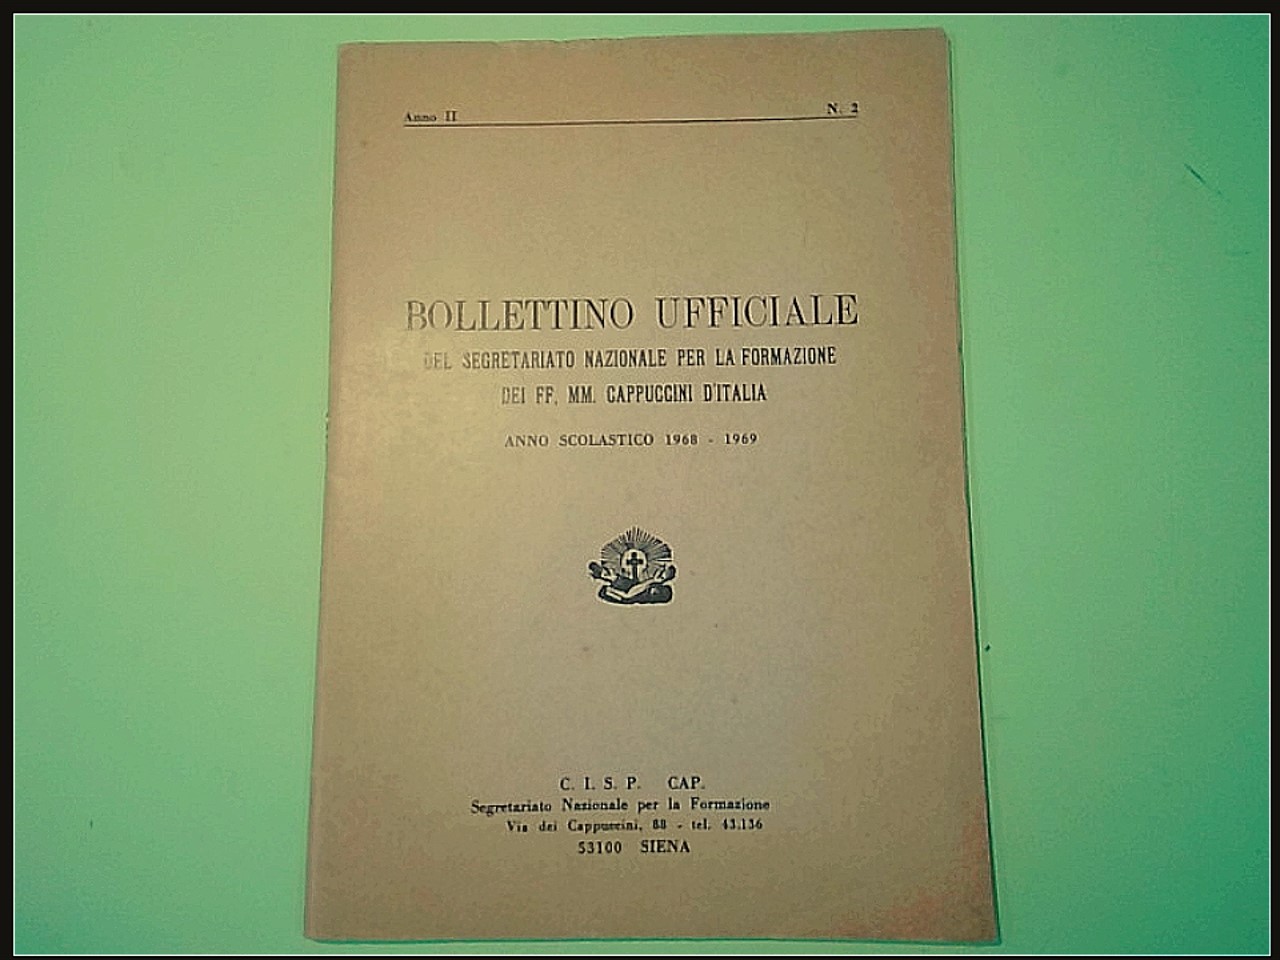 Anno II N. 2
BOLLETTINO UFFICIALE
DEL SEGRETARIATO NAZIONALE PER LA FORMAZIONE
DEI FF. MM. CAPPUCCINI D'ITALIA
ANNO SCOLASTICO 1968 - 1969
C. I. S. P. CAP.
Segretariato Nazionale per la Formazione
Via dei Cappuccini, 88 - tel. 43.136
53100 SIENA